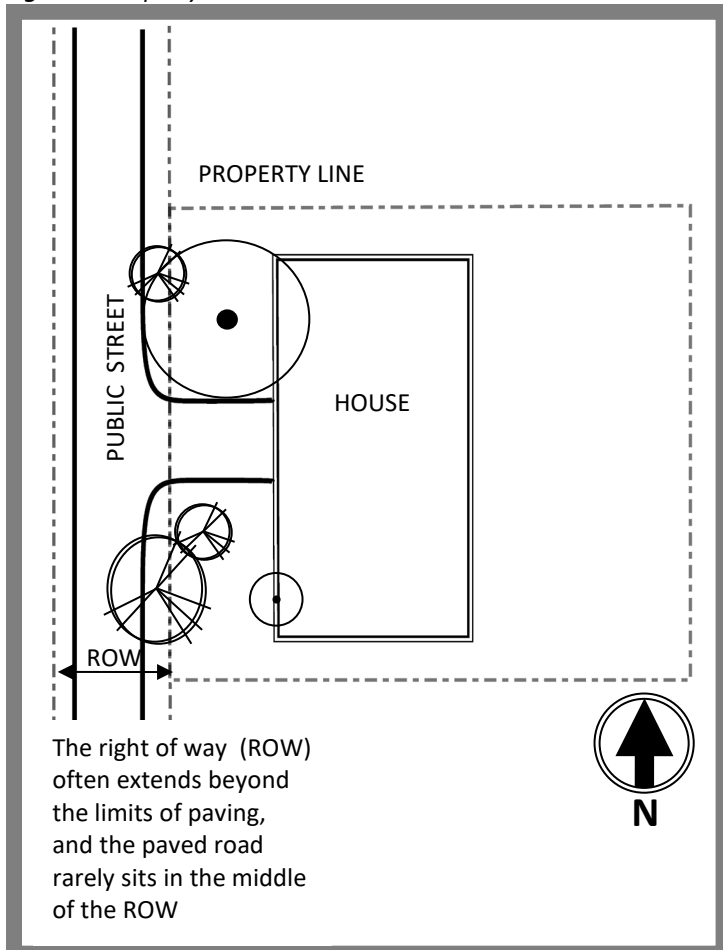 PROPERTY LINE
PUBLIC STREET
HOUSE
ROW
The right of way (ROW)
often extends beyond
the limits of paving,
and the paved road
rarely sits in the middle
of the ROW
N